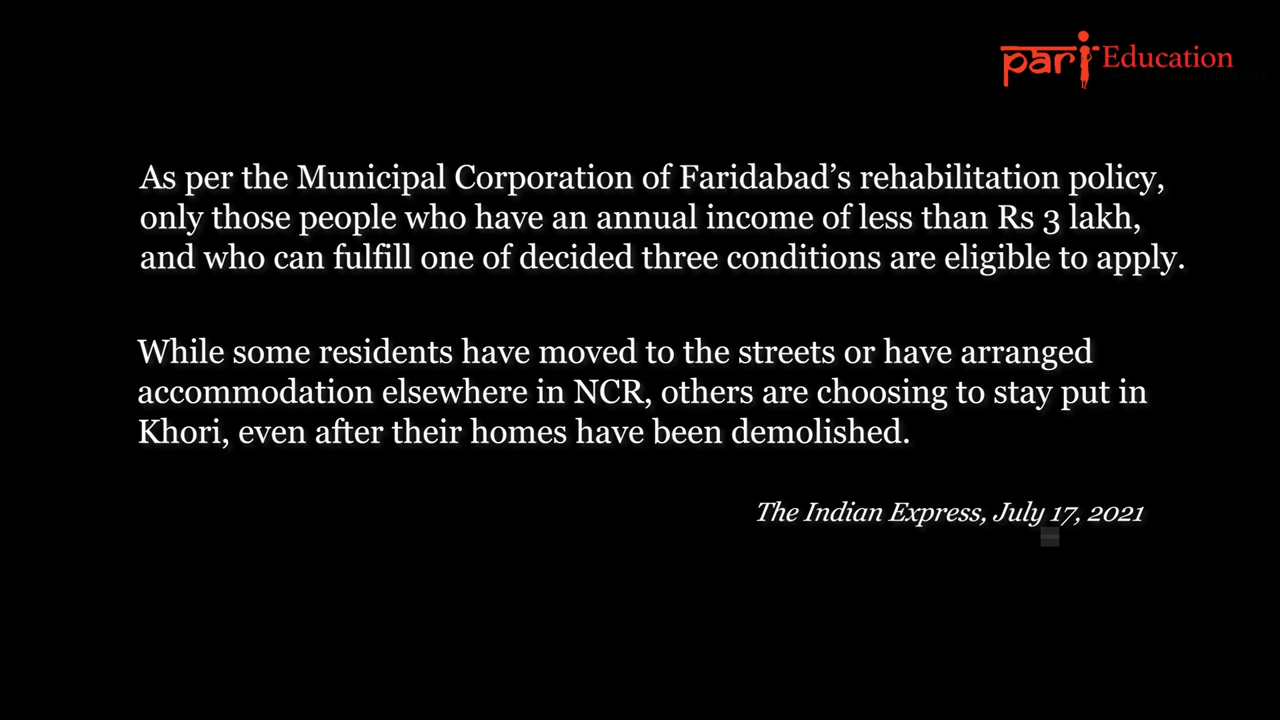 pari Education
As per the Municipal Corporation of Faridabad’s rehabilitation policy,
only those people who have an annual income of less than Rs 3 lakh,
and who can fulfill one of decided three conditions are eligible to apply.
While some residents have moved to the streets or have arranged
accommodation elsewhere in NCR, others are choosing to stay put in
Khori, even after their homes have been demolished.
The Indian Express, July 17, 2021